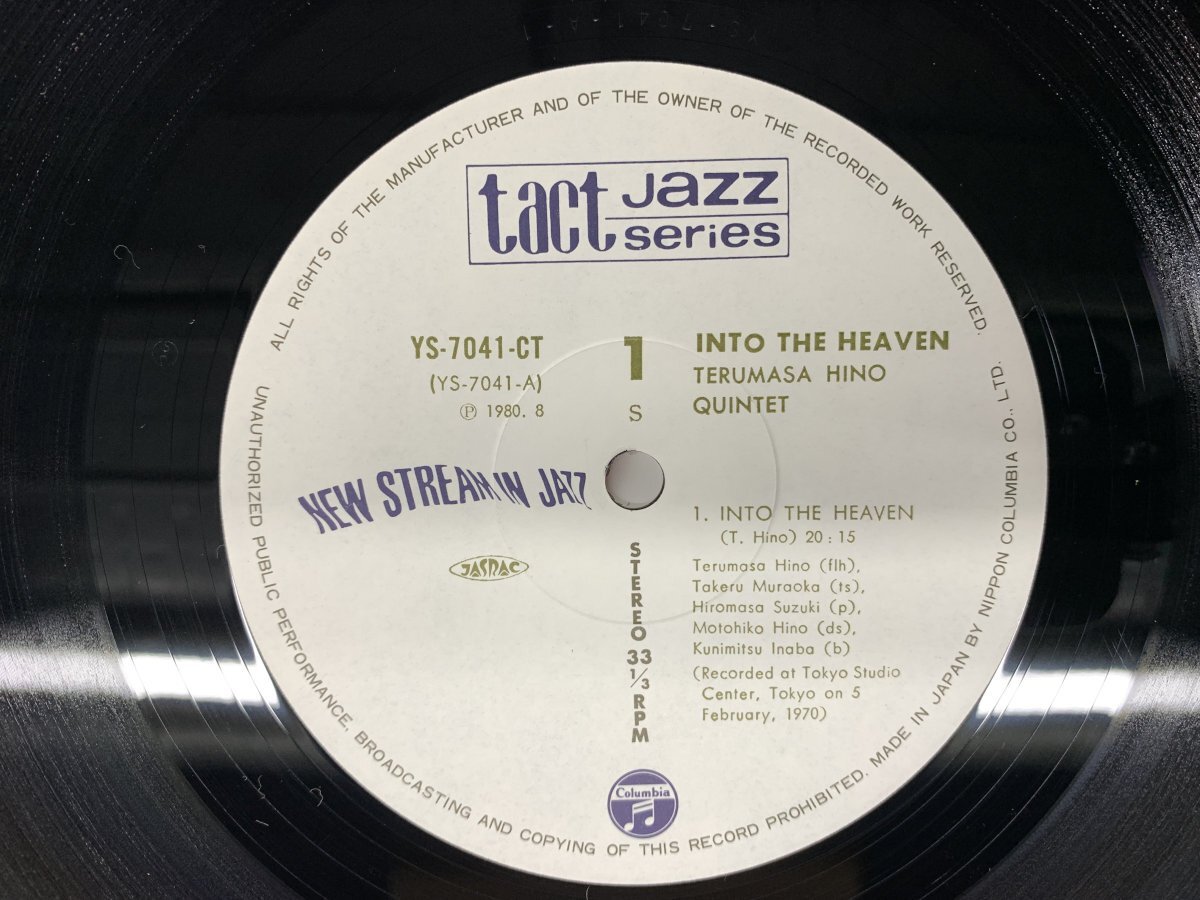 ALL RIGHTS OF THE MANUFACTURER AND OF THE OWNER OF THE RECORDED WORK RESERVED.
UNAUTHORIZED PUBLIC PERFORMANCE, BROADCASTING AND COPYING OF THIS RECORD PROHIBITED. MADE IN JAPAN BY NIPPON COLUMBIA CO., LTD.
tact jazz series
YS-7041-CT
(YS-7041-A)
Ⓟ 1980. 8
1
S
INTO THE HEAVEN
TERUMASA HINO
QUINTET
NEW STREAM IN JAZZ
JASRAC
STEREO 33 1/3 RPM
1. INTO THE HEAVEN
(T. Hino) 20 : 15
Terumasa Hino (flh),
Takeru Muraoka (ts),
Hiromasa Suzuki (p),
Motohiko Hino (ds),
Kunimitsu Inaba (b)
(Recorded at Tokyo Studio
Center, Tokyo on 5
February, 1970)
Columbia